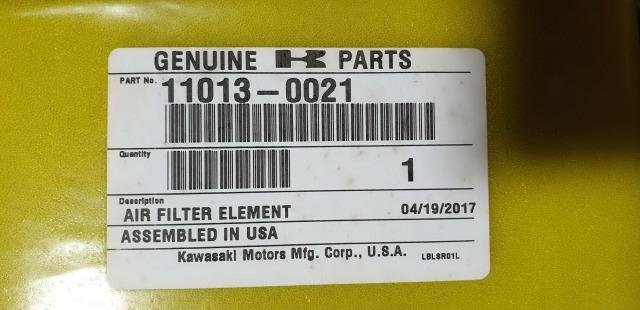 GENUINE K PARTS
PART No. 11013-0021
Quantity 1
Description
AIR FILTER ELEMENT 04/19/2017
ASSEMBLED IN USA
Kawasaki Motors Mfg. Corp., U.S.A. LBLSR01L